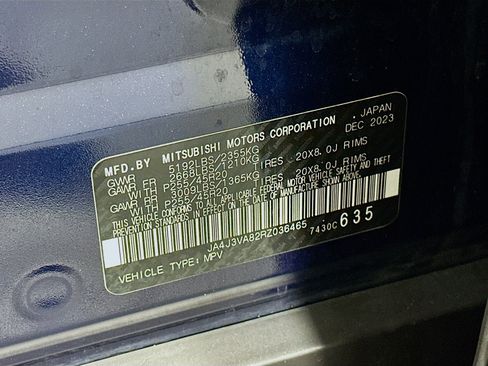 MFD.BY MITSUBISHI MOTORS CORPORATION, JAPAN
GVWR 5192LBS/2355KG DEC 2023
GAWR FR 2668LBS/1210KG
WITH P255/45R20 TIRES 20X8.0J RIMS
GAWR RR 3009LBS/1365KG
WITH P255/45R20 TIRES 20X8.0J RIMS
THIS VEHICLE CONFORMS TO ALL APPLICABLE FEDERAL MOTOR VEHICLE SAFETY AND
THEFT PREVENTION STANDARDS IN EFFECT ON THE DATE OF MANUFACTURE SHOWN ABOVE.
JA4J3VA82RZ036465 7430C 635
VEHICLE TYPE: MPV